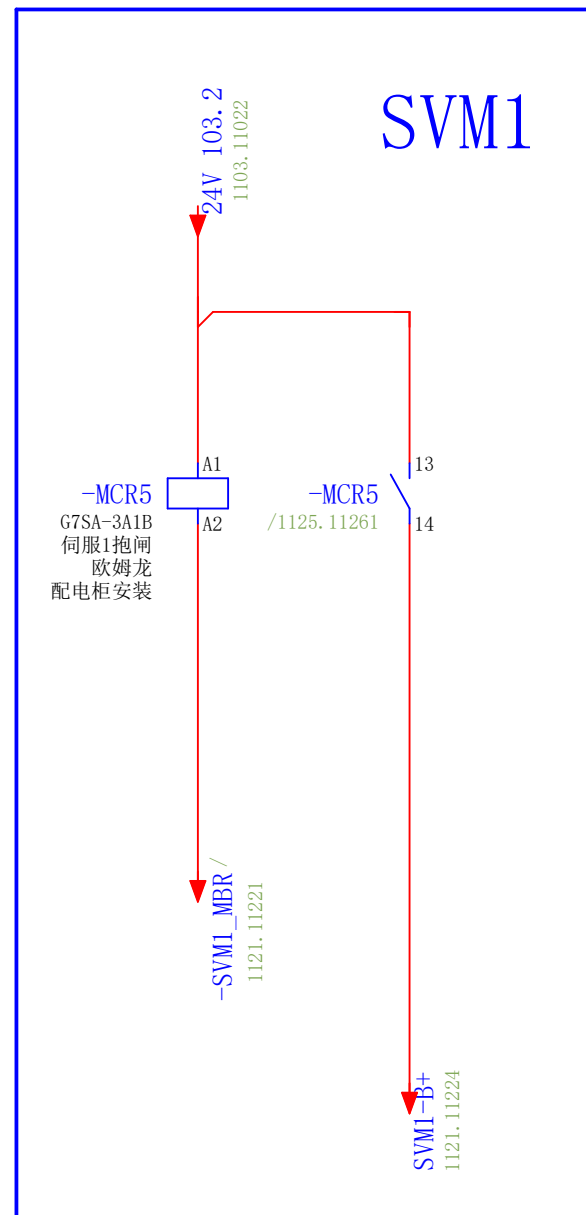 SVM1
24V 103.2
1103.11022
A1
-MCR5
A2
G7SA-3A1B
伺服1抱闸
欧姆龙
配电柜安装
13
-MCR5
/1125.11261
14
-SVM1_MBR /
1121.11221
SVM1-B+
1121.11224